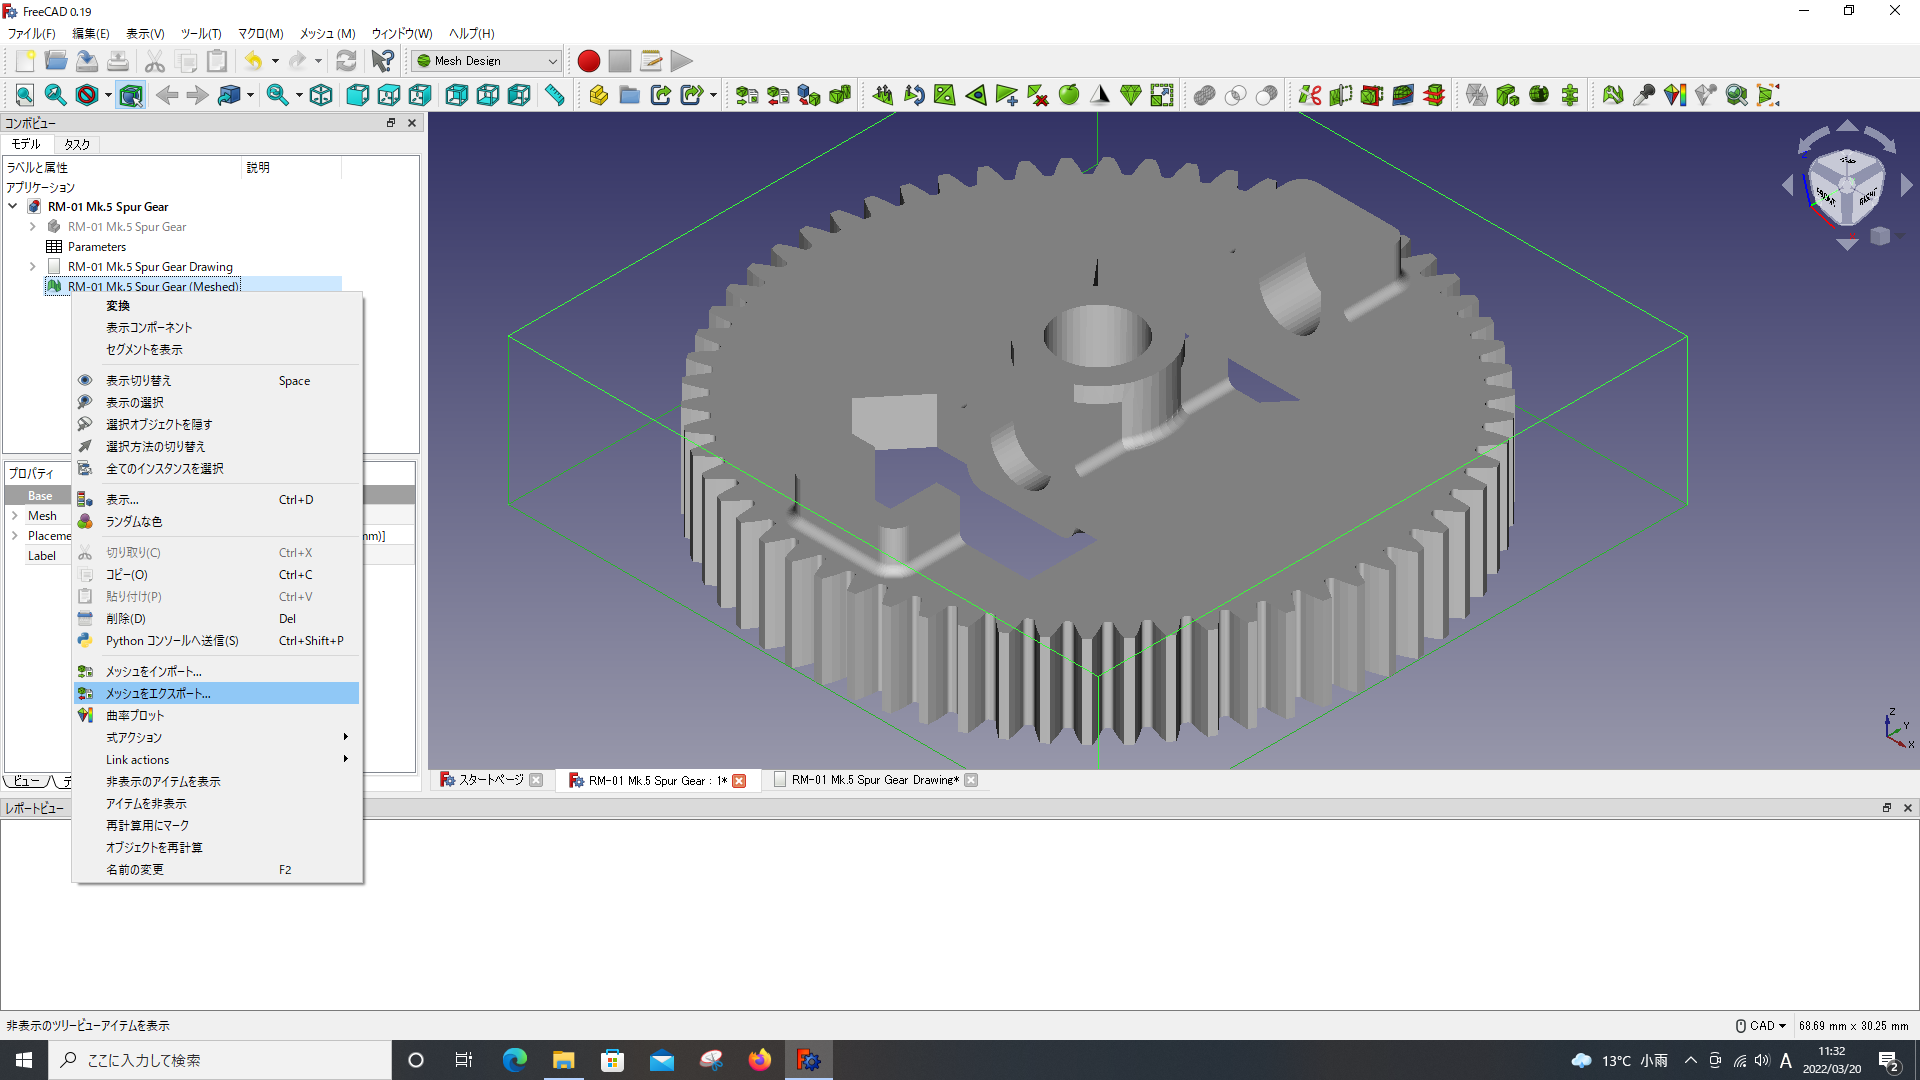 FreeCAD 0.19
ファイル(F) 編集(E) 表示(V) ツール(T) マクロ(M) メッシュ(M) ウィンドウ(W) ヘルプ(H)
Mesh Design
コンボビュー
モデル タスク
ラベルと属性 説明
アプリケーション
RM-01 Mk.5 Spur Gear
RM-01 Mk.5 Spur Gear
Parameters
RM-01 Mk.5 Spur Gear Drawing
RM-01 Mk.5 Spur Gear (Meshed)
変換
表示コンポーネント
セグメントを表示
表示切り替え Space
表示の選択
選択オブジェクトを隠す
選択方法の切り替え
全てのインスタンスを選択
表示... Ctrl+D
ランダムな色
切り取り(C) Ctrl+X
コピー(O) Ctrl+C
貼り付け(P) Ctrl+V
削除(D) Del
Python コンソールへ送信(S) Ctrl+Shift+P
メッシュをインポート...
メッシュをエクスポート...
曲率プロット
式アクション
Link actions
非表示のアイテムを表示
アイテムを非表示
再計算用にマーク
オブジェクトを再計算
名前の変更 F2
プロパティ
Base
Mesh
Placeme mm)]
Label
ビュー デ
Z
Y
X
スタートページ RM-01 Mk.5 Spur Gear : 1* RM-01 Mk.5 Spur Gear Drawing*
レポートビュー
非表示のツリービューアイテムを表示 CAD 68.69 mm x 30.25 mm
ここに入力して検索 13°C 小雨 A 11:32
2022/03/20
2